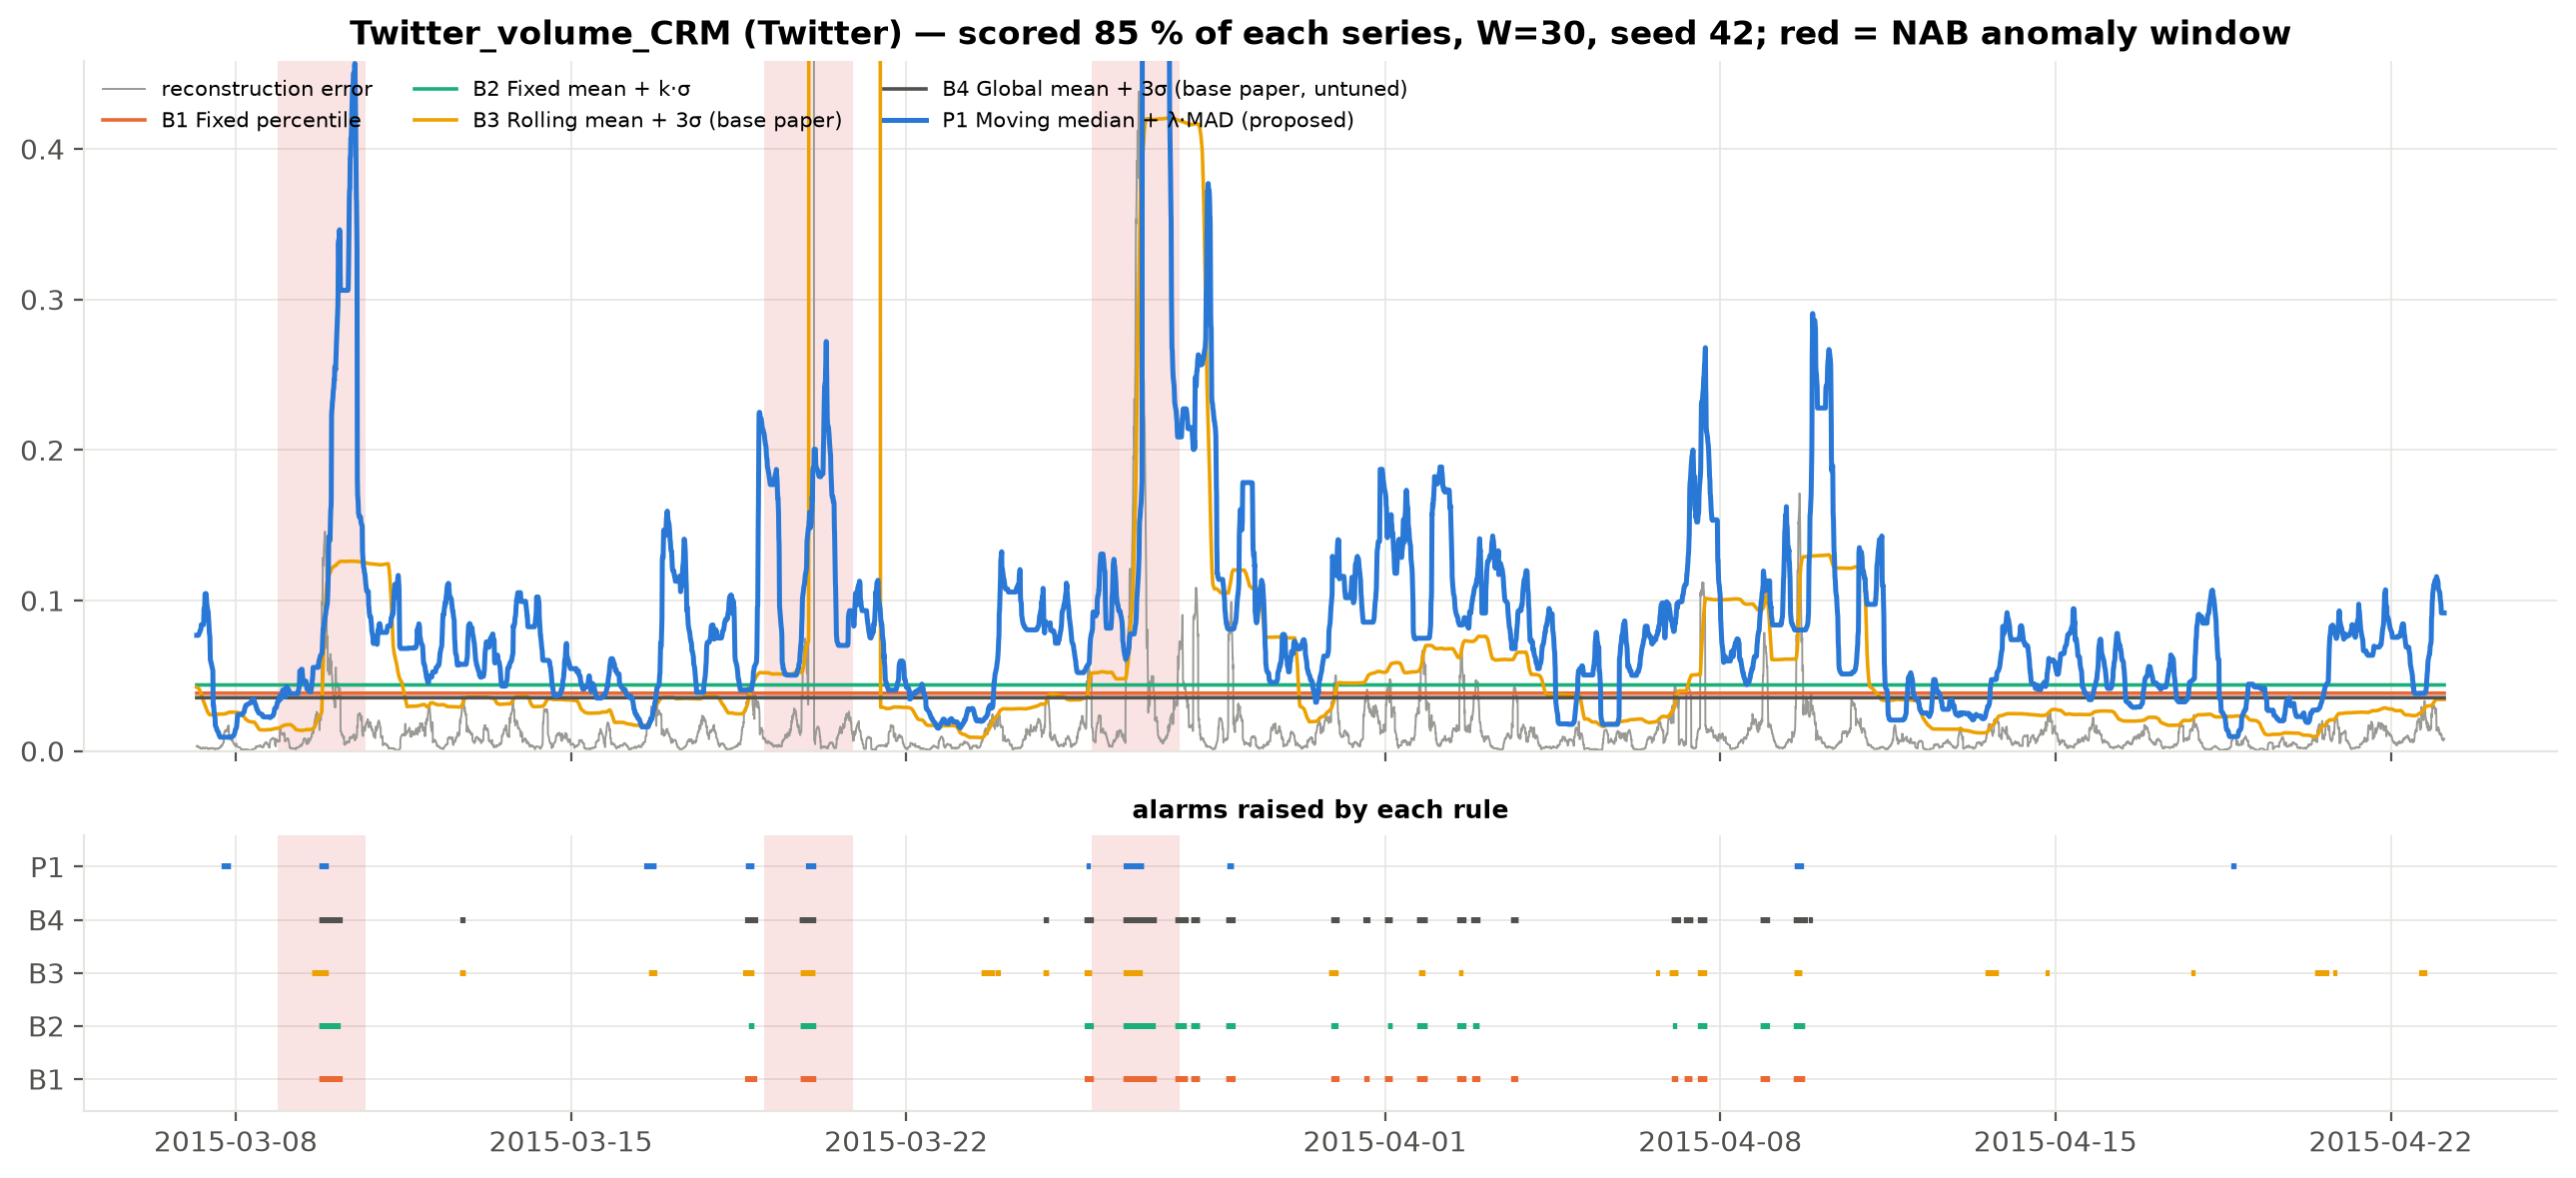 Twitter_volume_CRM (Twitter) — scored 85 % of each series, W=30, seed 42; red = NAB anomaly window
reconstruction error
B1 Fixed percentile
B2 Fixed mean + k·σ
B3 Rolling mean + 3σ (base paper)
B4 Global mean + 3σ (base paper, untuned)
P1 Moving median + λ·MAD (proposed)
0.4
0.3
0.2
0.1
0.0
alarms raised by each rule
P1
B4
B3
B2
B1
2015-03-08 2015-03-15 2015-03-22 2015-04-01 2015-04-08 2015-04-15 2015-04-22